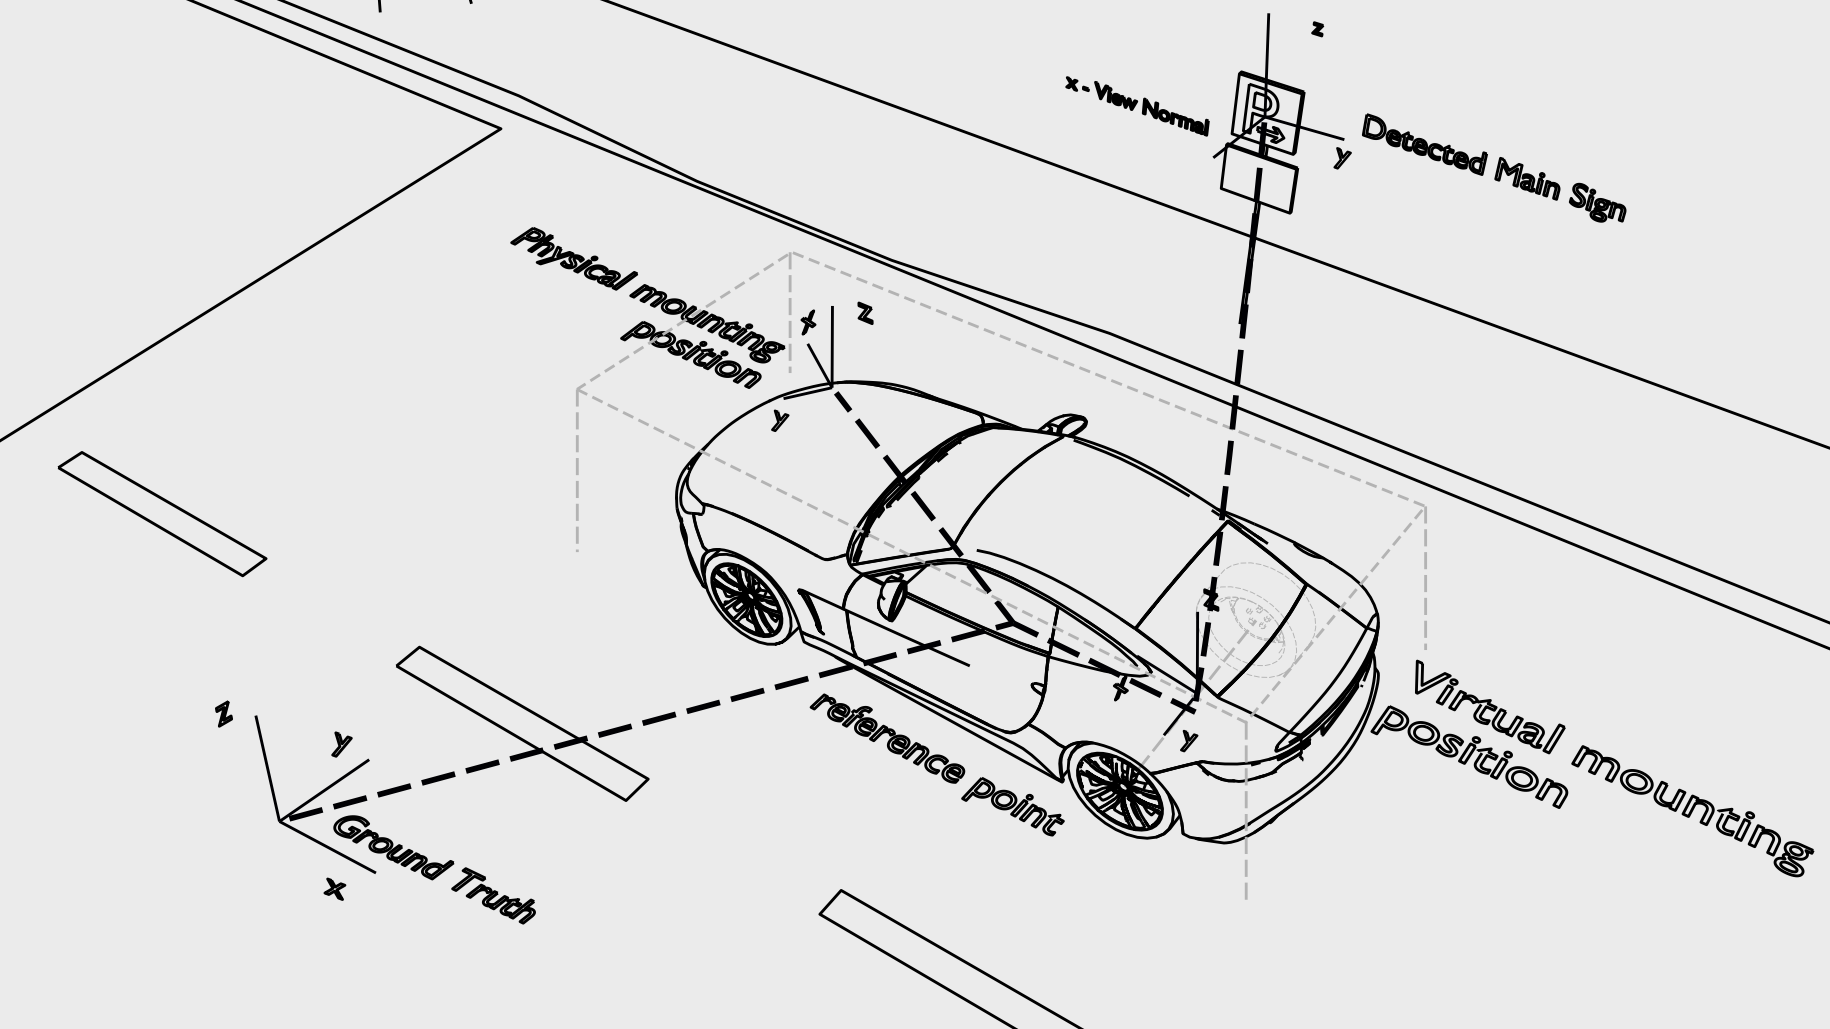 z
x - View Normal
P
Detected Main Sign
y
Physical mounting
position
x
z
y
z
x
y
Virtual mounting
position
reference point
z
y
x
Ground Truth